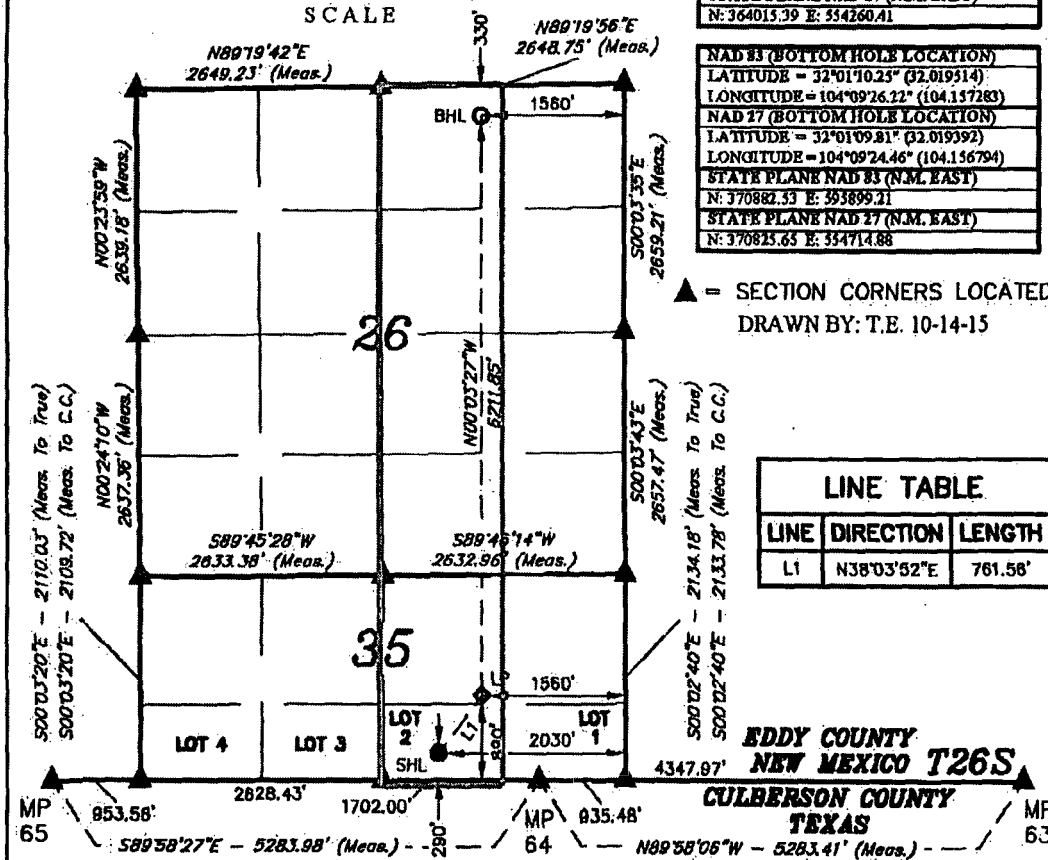 SCALE
N: 364015.39 E: 554260.41
NAD 83 (BOTTOM HOLE LOCATION)
LATITUDE = 32°01'10.25" (32.019514)
LONGITUDE = 104°09'26.22" (104.157283)
NAD 27 (BOTTOM HOLE LOCATION)
LATITUDE = 32°01'09.81" (32.019392)
LONGITUDE = 104°09'24.46" (104.156794)
STATE PLANE NAD 83 (N.M. EAST)
N: 370882.53 E: 595899.21
STATE PLANE NAD 27 (N.M. EAST)
N: 370825.65 E: 554714.88
▲ = SECTION CORNERS LOCATED
DRAWN BY: T.E. 10-14-15
N89°19'42"E
2649.23' (Meas.)
330'
N89°19'56"E
2648.75' (Meas.)
BHL
1560'
N00°23'59"W
2639.18' (Meas.)
S00°03'35"E
2659.21' (Meas.)
26
N00°03'27"W
6211.85'
N00°24'10"W
2637.36' (Meas.)
S00°03'43"E
2657.47' (Meas.)
S89°45'28"W
2633.38' (Meas.)
S89°46'14"W
2632.96' (Meas.)
LINE TABLE
LINE DIRECTION LENGTH
L1 N38°03'52"E 761.56'
S00°03'20"E - 2110.03' (Meas. To True)
S00°03'20"E - 2109.72' (Meas. To C.C.)
S00°02'40"E - 2134.18' (Meas. To True)
S00°02'40"E - 2133.78' (Meas. To C.C.)
35
1560'
LOT 4
LOT 3
LOT 2
LOT 1
L1
890'
2030'
SHL
EDDY COUNTY
NEW MEXICO T26S
4347.97'
CULBERSON COUNTY
TEXAS
MP 65
953.56'
2628.43'
1702.00'
290'
MP 64
935.48'
MP 63
S89°58'27"E - 5283.98' (Meas.)
N89°58'06"W - 5283.41' (Meas.)